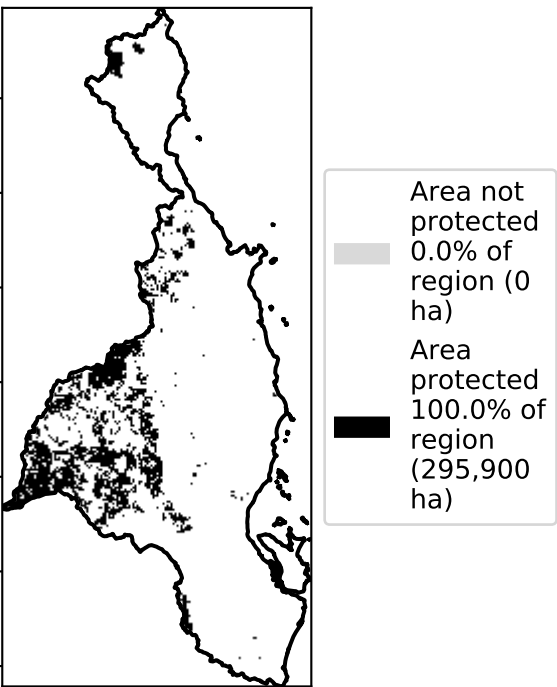 Area not
protected
0.0% of
region (0
ha)
Area
protected
100.0% of
region
(295,900
ha)